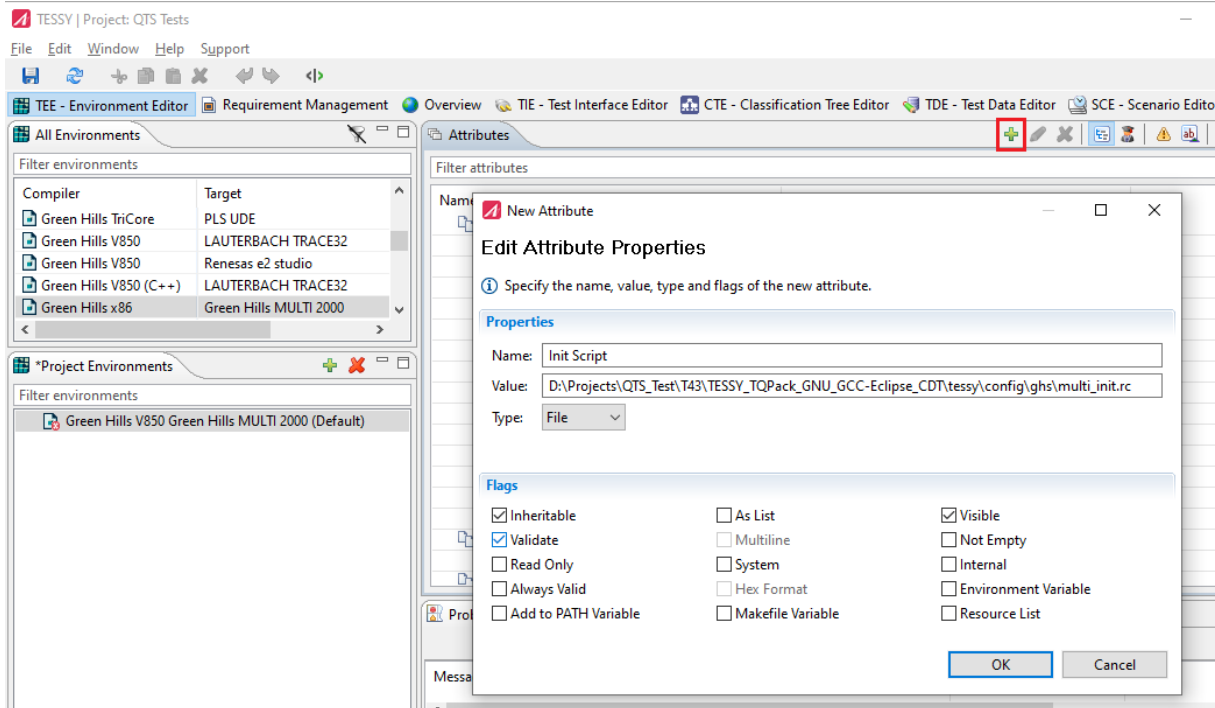 TESSY | Project: QTS Tests
File Edit Window Help Support
TEE - Environment Editor Requirement Management Overview TIE - Test Interface Editor CTE - Classification Tree Editor TDE - Test Data Editor SCE - Scenario Edito
All Environments
Filter environments
Compiler Target
Green Hills TriCore PLS UDE
Green Hills V850 LAUTERBACH TRACE32
Green Hills V850 Renesas e2 studio
Green Hills V850 (C++) LAUTERBACH TRACE32
Green Hills x86 Green Hills MULTI 2000
*Project Environments
Filter environments
Green Hills V850 Green Hills MULTI 2000 (Default)
Attributes
Filter attributes
Name
New Attribute
Edit Attribute Properties
Specify the name, value, type and flags of the new attribute.
Properties
Name: Init Script
Value: D:\Projects\QTS_Test\T43\TESSY_TQPack_GNU_GCC-Eclipse_CDT\tessy\config\ghs\multi_init.rc
Type: File
Flags
Inheritable As List Visible
Validate Multiline Not Empty
Read Only System Internal
Always Valid Hex Format Environment Variable
Add to PATH Variable Makefile Variable Resource List
OK Cancel
Prol
Messa